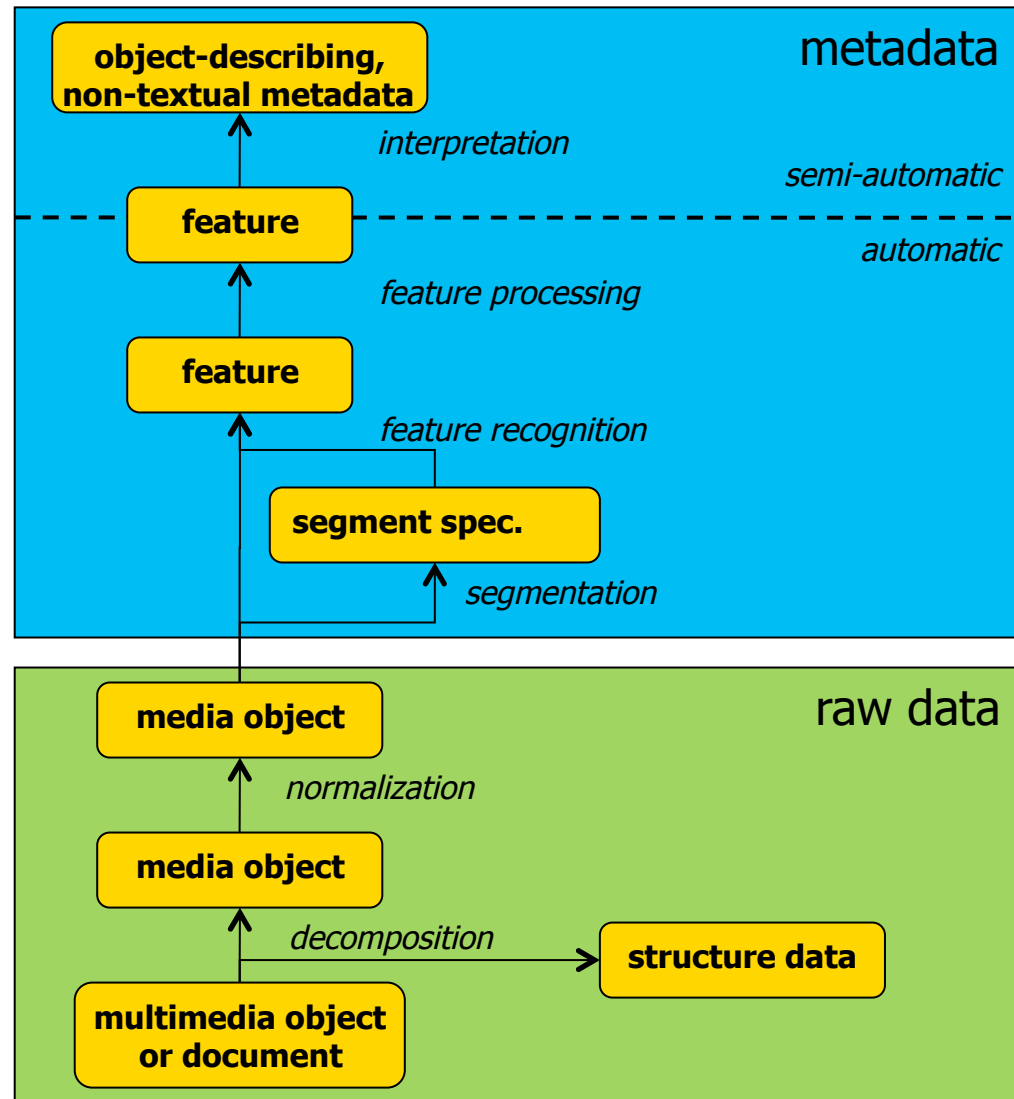 metadata
object-describing,
non-textual metadata
interpretation
semi-automatic
feature
automatic
feature processing
feature
feature recognition
segment spec.
segmentation
raw data
media object
normalization
media object
decomposition
structure data
multimedia object
or document